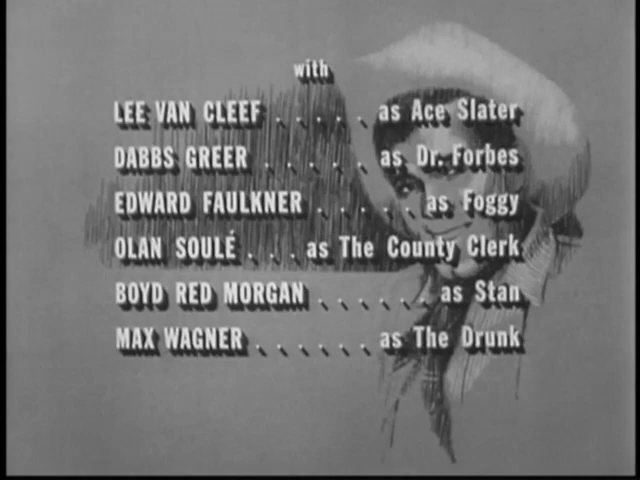 with
LEE VAN CLEEF . . . . . as Ace Slater
DABBS GREER . . . . . as Dr. Forbes
EDWARD FAULKNER . . . . . as Foggy
OLAN SOULÉ . . . as The County Clerk
BOYD RED MORGAN . . . . . . as Stan
MAX WAGNER . . . . . . as The Drunk